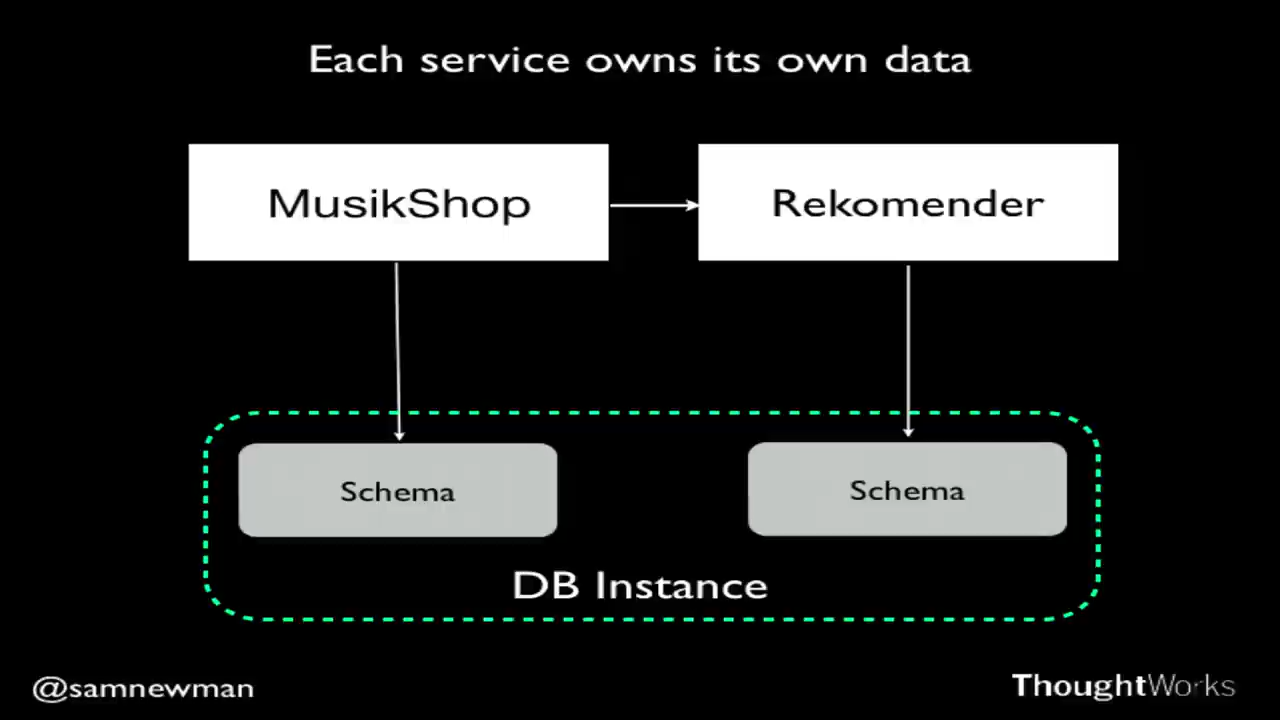 Each service owns its own data
MusikShop
Rekomender
Schema
Schema
DB Instance
@samnewman
ThoughtWorks